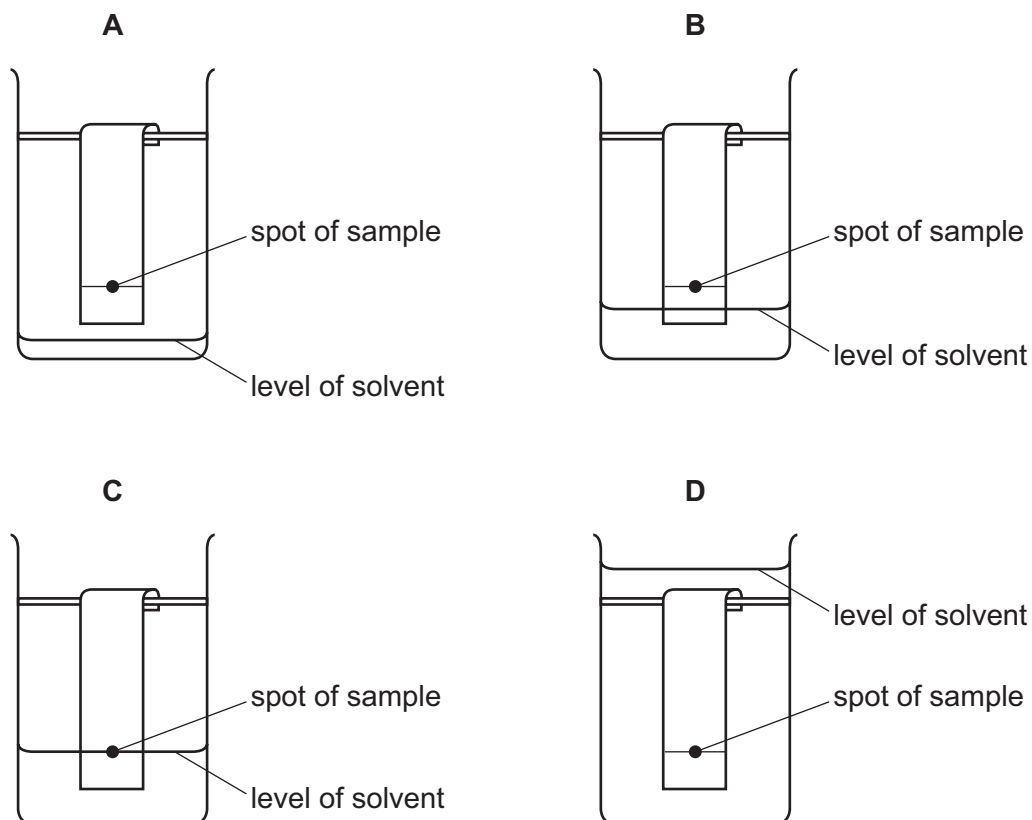 A
B
spot of sample
spot of sample
level of solvent
level of solvent
C
D
level of solvent
spot of sample
spot of sample
level of solvent